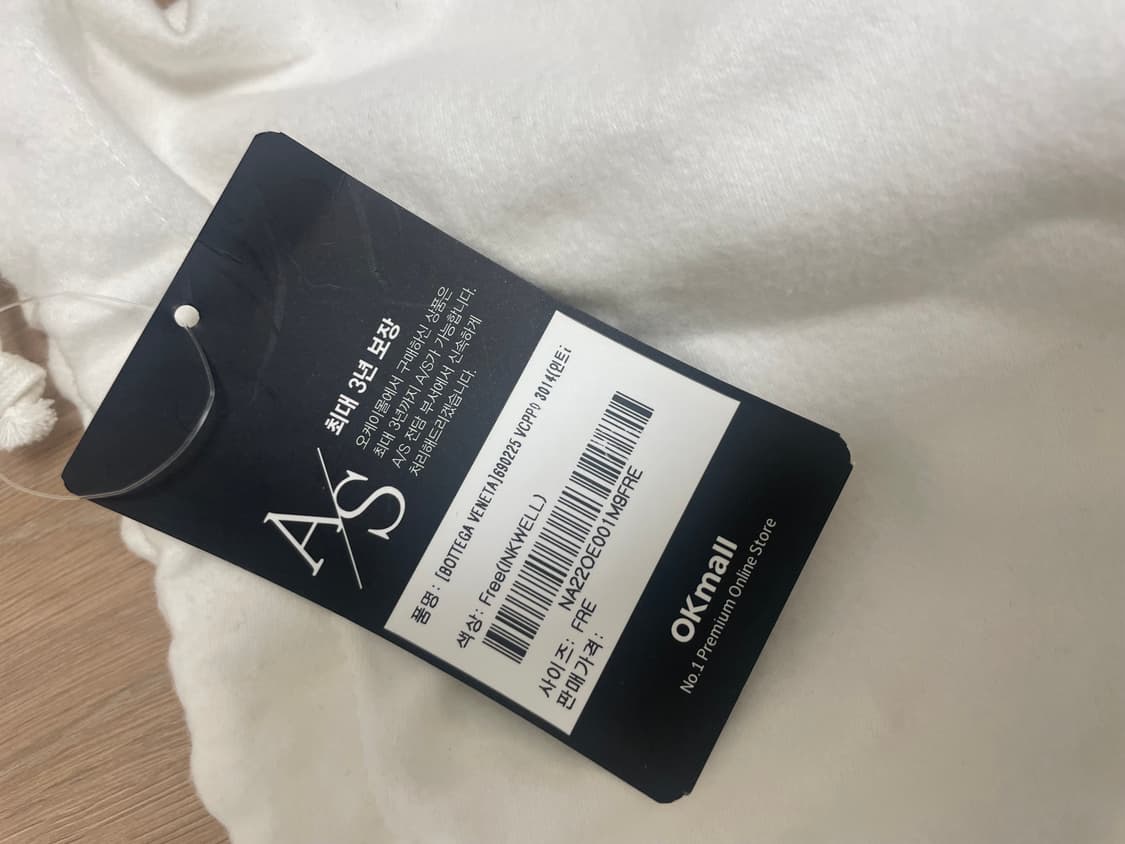 A/S
최대 3년 보장
오케이몰에서 구매하신 상품은
최대 3년까지 A/S가 가능합니다.
A/S 전담 부서에서 신속하게
처리해드리겠습니다.
품명: [BOTTEGA VENETA]690225 VCPP0 3014(인트
색상: Free(INKWELL)
NA22OE001M9FRE
사이즈: FRE
판매가격:
OKmall
No.1 Premium Online Store